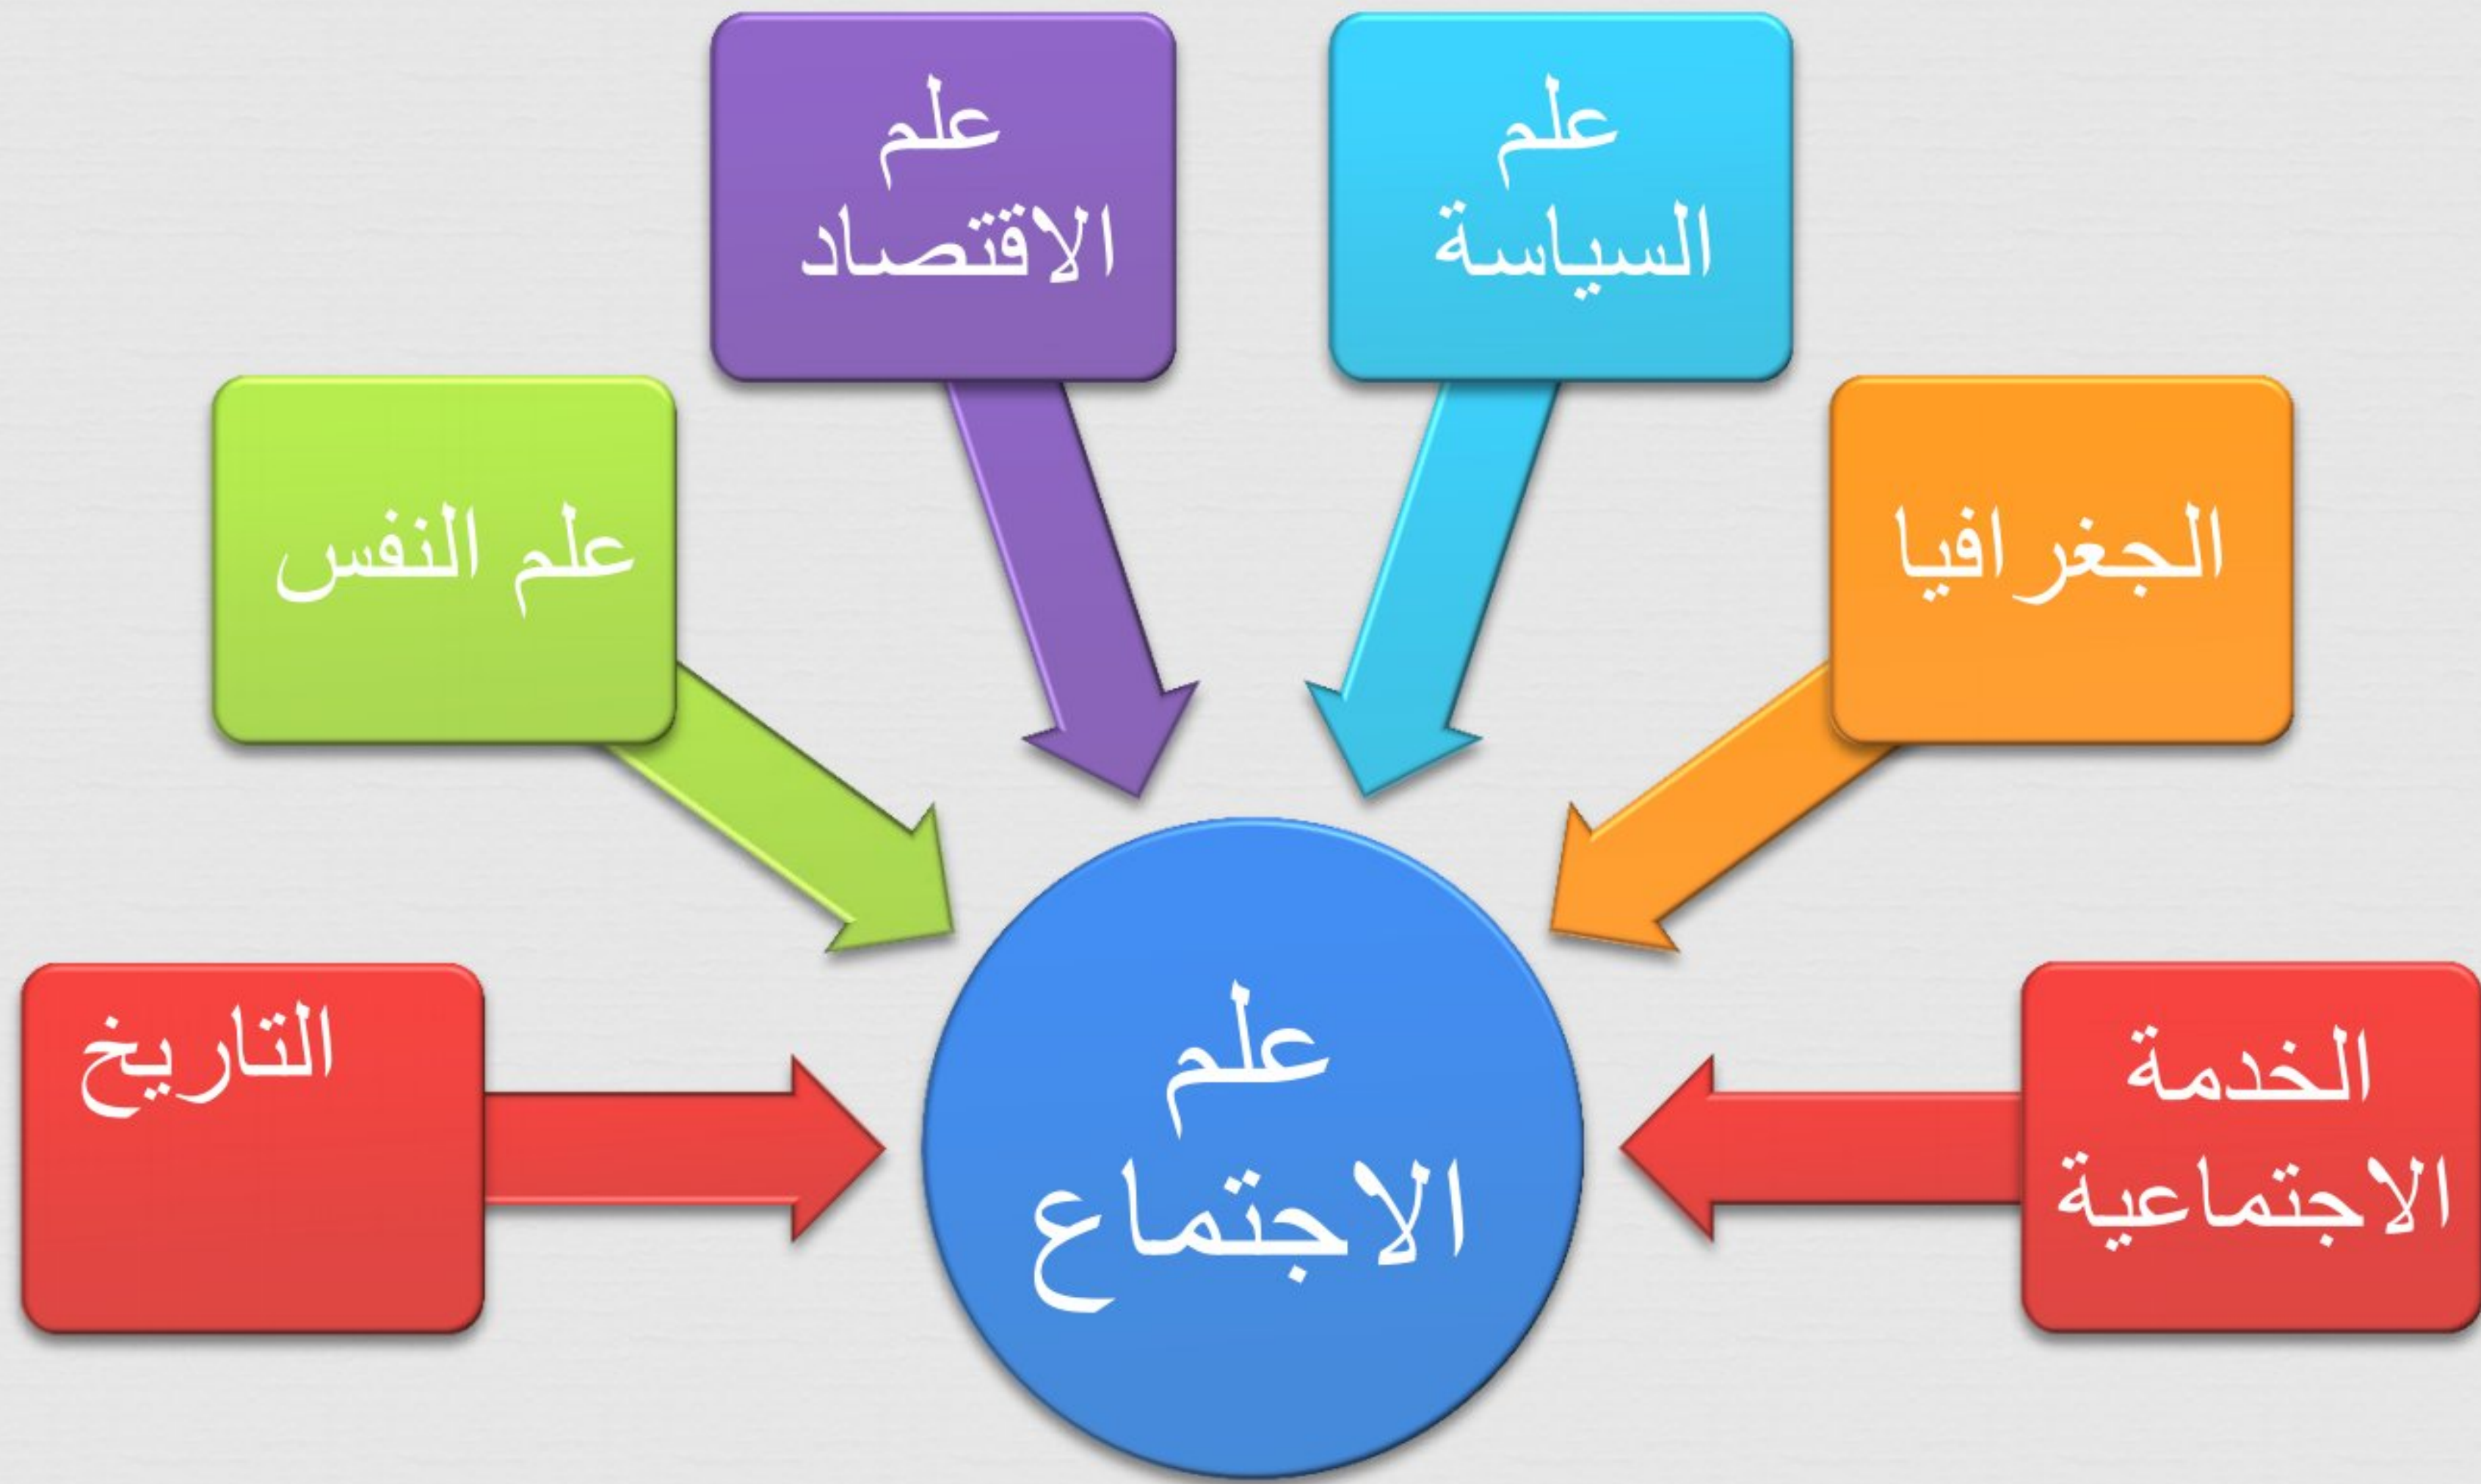 علم
السياسة
علم
الاقتصاد
الجغرافيا
علم النفس
الخدمة
الاجتماعية
علم
الاجتماع
التاريخ